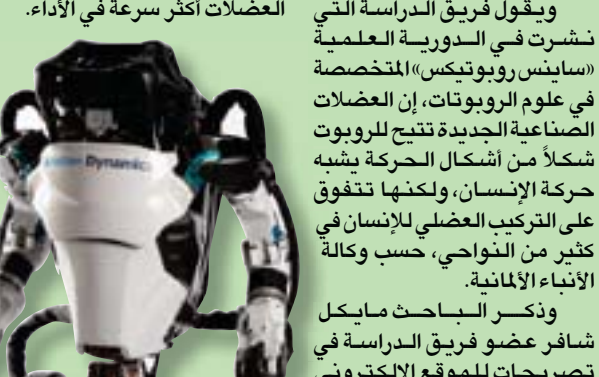 ويقول فريق الدراسة التي
نشرت في الدورية العلمية
«ساينس روبوتيكس» المتخصصة
في علوم الروبوتات، إن العضلات
الصناعية الجديدة تتيح للروبوت
شكلاً من أشكال الحركة يشبه
حركة الإنسان، ولكنها تتفوق
على التركيب العضلي للإنسان في
كثير من النواحي، حسب وكالة
الأنباء الألمانية.
وذكر الباحث مايكل
شافر عضو فريق الدراسة في
تصريحات للموقع الإلكتروني
العضلات أكثر سرعة في الأداء.
Dynamic